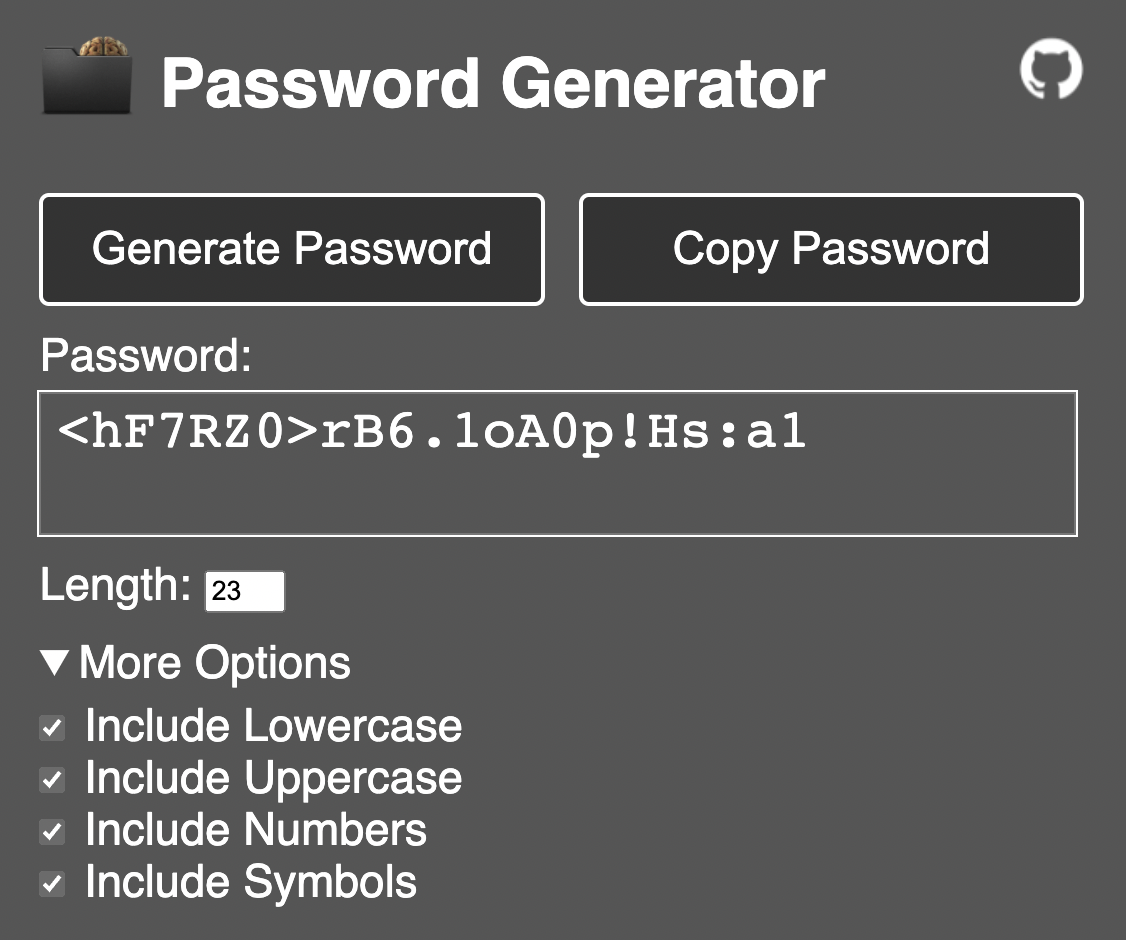 Password Generator
Generate Password
Copy Password
Password:
<hF7RZ0>rB6.1oA0p!Hs:a1
Length: 23
▼ More Options
Include Lowercase
Include Uppercase
Include Numbers
Include Symbols